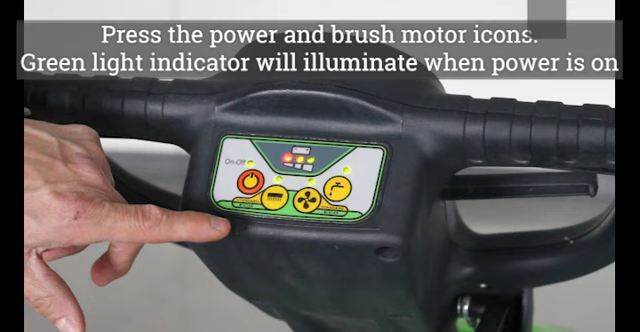 Press the power and brush motor icons.
Green light indicator will illuminate when power is on
On-Off